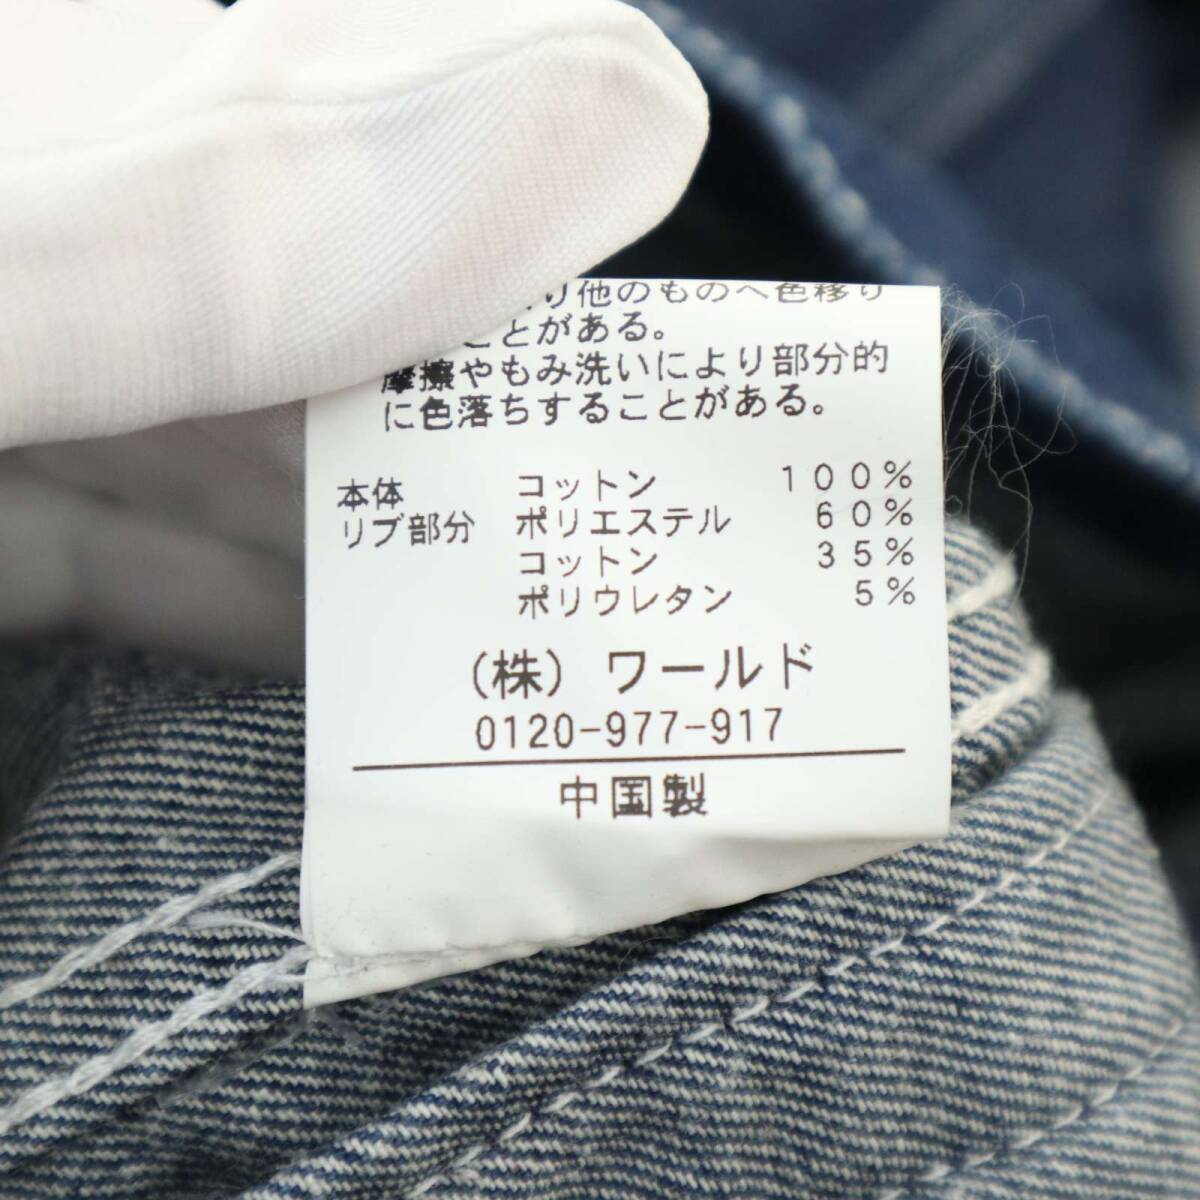 り他のものへ色移り
ことがある。
摩擦やもみ洗いにより部分的
に色落ちすることがある。
本体 コットン 100%
リブ部分 ポリエステル 60%
コットン 35%
ポリウレタン 5%
(株) ワールド
0120-977-917
中国製